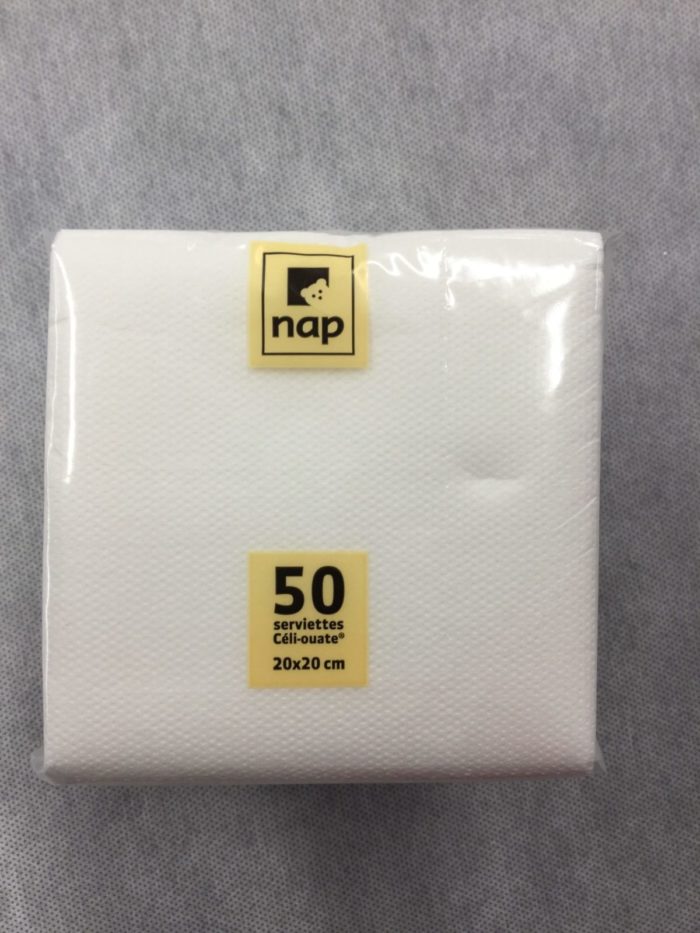 nap
50
serviettes
Céli-ouate®
20x20 cm